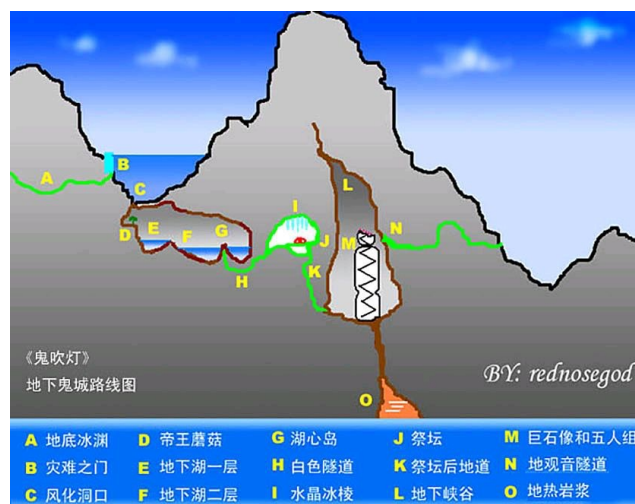 A
B
C
D
E
F
G
H
I
J
K
L
M
N
O
《鬼吹灯》
地下鬼城路线图
BY: rednosegod
A 地底冰渊 D 帝王蘑菇 G 湖心岛 J 祭坛 M 巨石像和五人组
B 灾难之门 E 地下湖一层 H 白色隧道 K 祭坛后地道 N 地观音隧道
C 风化洞口 F 地下湖二层 I 水晶冰棱 L 地下峡谷 O 地热岩浆